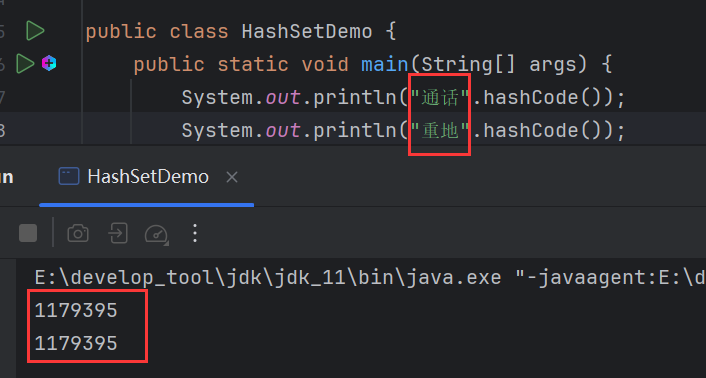 5 public class HashSetDemo {
6 public static void main(String[] args) {
7 System.out.println("通话".hashCode());
8 System.out.println("重地".hashCode());
un HashSetDemo ×
E:\develop_tool\jdk\jdk_11\bin\java.exe "-javaagent:E:\d
1179395
1179395